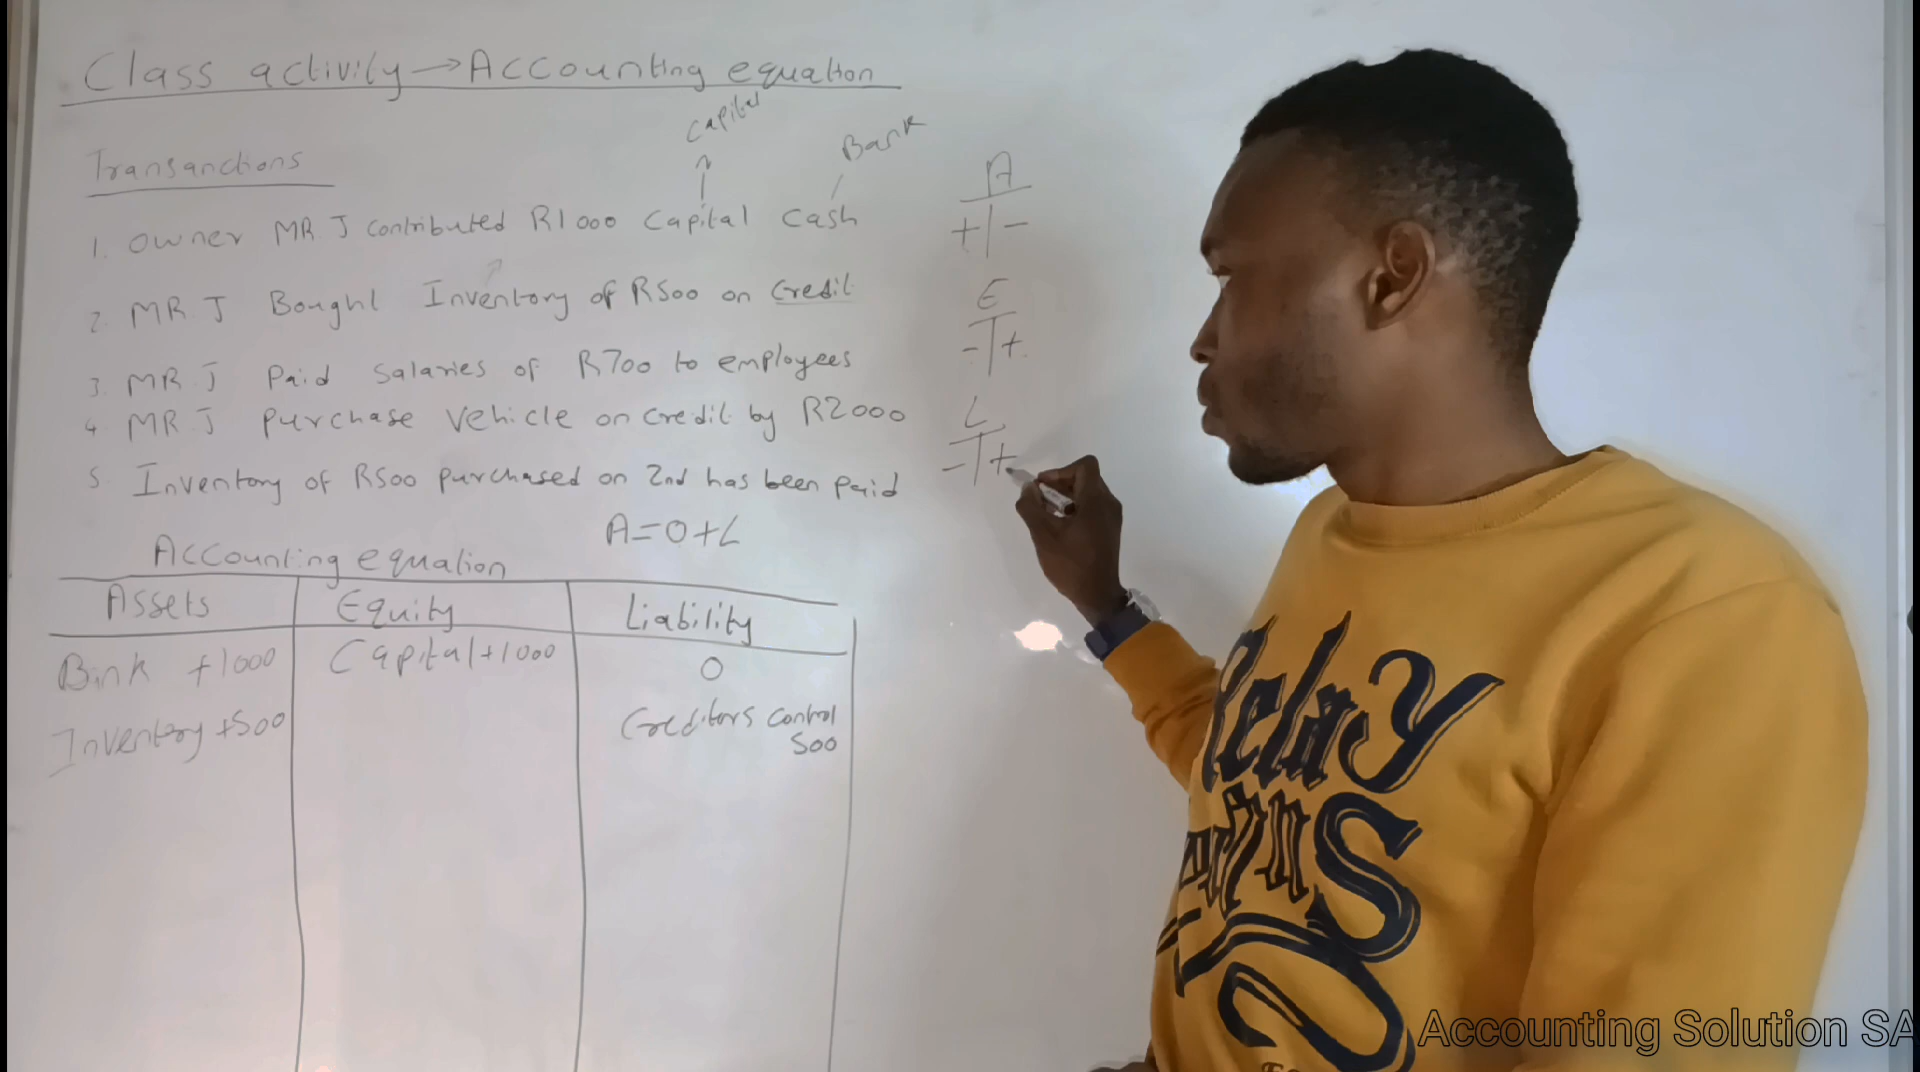 Class activity → Accounting equation
Capital
Bank
Transanctions
1. Owner MR J contributed R1000 Capital Cash
2 MR J Bought Inventory of R500 on Credit
3. MR J Paid Salaries of R700 to employees
4 MR J Purchase Vehicle on Credit by R2000
5 Inventory of R500 purchased on 2nd has been paid
A
+ | -
E
- | +
L
- | +
A=O+L
Accounting equation
Assets Equity Liability
Bank +1000 Capital +1000 0
Inventory +500 Creditors Control
500
Relay
Accounting Solution SA